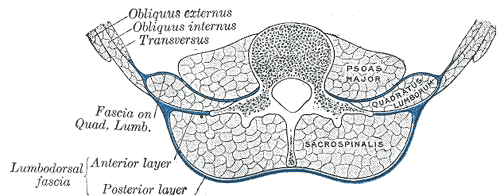 Obliquus externus
Obliquus internus
Transversus
PSOAS
MAJOR
QUADRATUS
LUMBORUM
Fascia on
Quad. Lumb.
SACROSPINALIS
Lumbodorsal
fascia
Anterior layer
Posterior layer